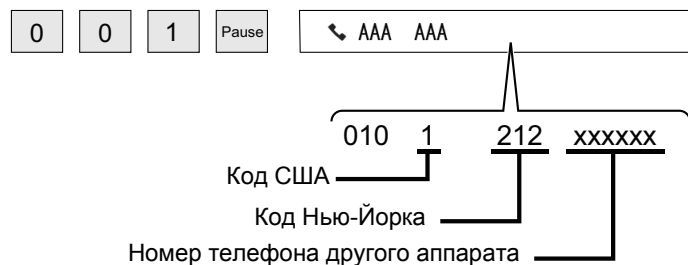 0 0 1 Pause AAA AAA
010 1 212 xxxxxx
Код США
Код Нью-Йорка
Номер телефона другого аппарата